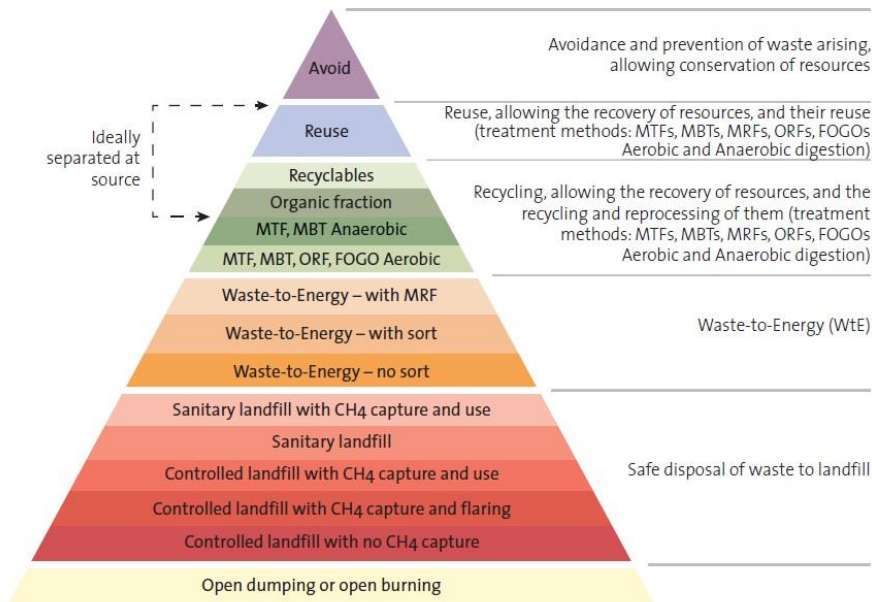 Avoid
Avoidance and prevention of waste arising,
allowing conservation of resources
Ideally
separated at
source
Reuse
Reuse, allowing the recovery of resources, and their reuse
(treatment methods: MTFs, MBTs, MRFs, ORFs, FOGOs
Aerobic and Anaerobic digestion)
Recyclables
Organic fraction
MTF, MBT Anaerobic
MTF, MBT, ORF, FOGO Aerobic
Recycling, allowing the recovery of resources, and the
recycling and reprocessing of them (treatment
methods: MTFs, MBTs, MRFs, ORFs, FOGOs
Aerobic and Anaerobic digestion)
Waste-to-Energy – with MRF
Waste-to-Energy – with sort
Waste-to-Energy – no sort
Waste-to-Energy (WtE)
Sanitary landfill with CH4 capture and use
Sanitary landfill
Controlled landfill with CH4 capture and use
Controlled landfill with CH4 capture and flaring
Controlled landfill with no CH4 capture
Safe disposal of waste to landfill
Open dumping or open burning